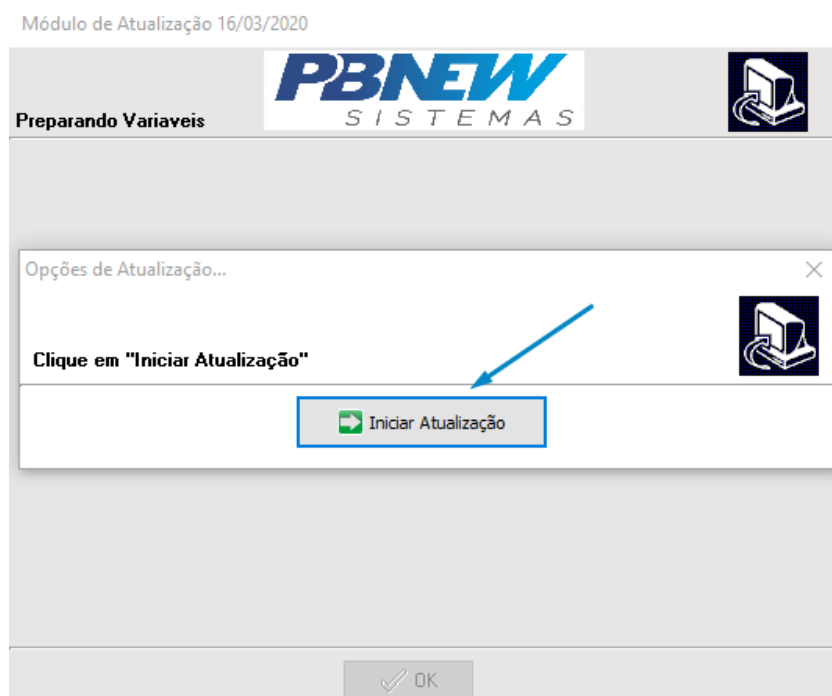 Módulo de Atualização 16/03/2020
PBNEW
SISTEMAS
Preparando Variaveis
Opções de Atualização...
Clique em "Iniciar Atualização"
Iniciar Atualização
OK